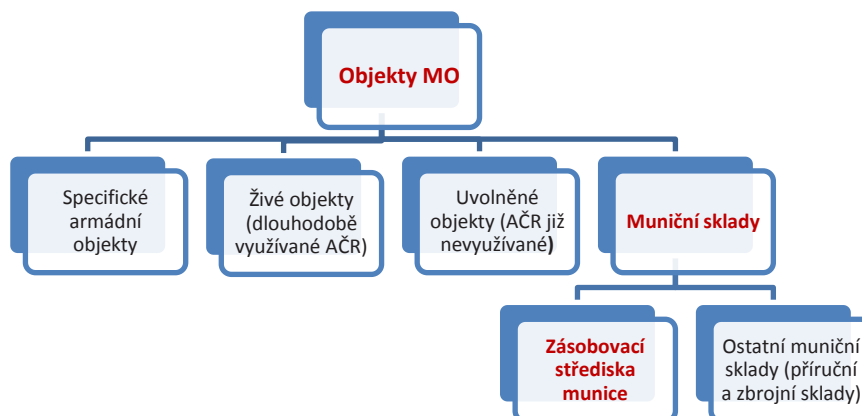 Objekty MO
Specifické
armádní
objekty
Živé objekty
(dlouhodobě
využívané AČR)
Uvolněné
objekty (AČR již
nevyužívané)
Muniční sklady
Zásobovací
střediska
munice
Ostatní muniční
sklady (příruční
a zbrojní sklady)